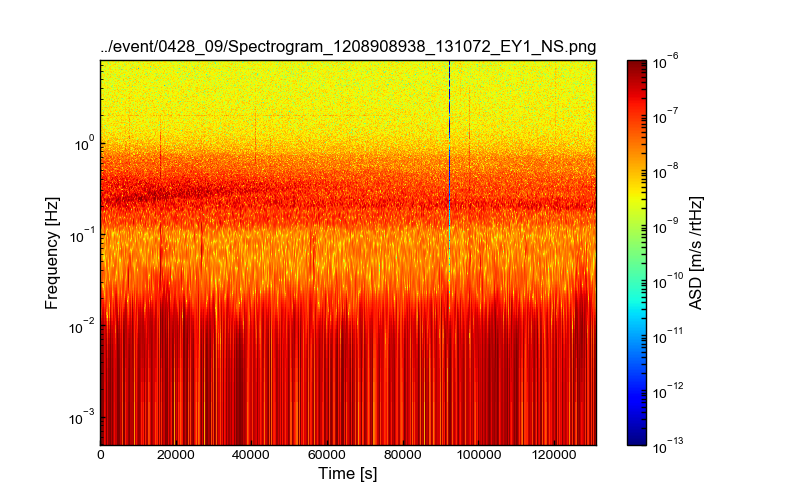 ../event/0428_09/Spectrogram_1208908938_131072_EY1_NS.png
10⁰
10⁻¹
10⁻²
10⁻³
Frequency [Hz]
0 20000 40000 60000 80000 100000 120000
Time [s]
10⁻⁶
10⁻⁷
10⁻⁸
10⁻⁹
10⁻¹⁰
10⁻¹¹
10⁻¹²
10⁻¹³
ASD [m/s /rtHz]